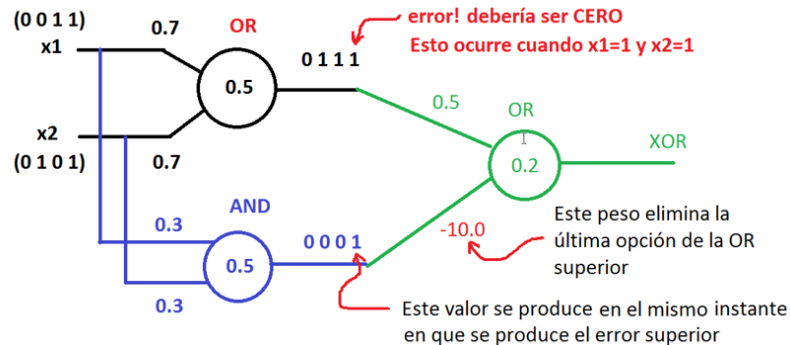 (0 0 1 1)
x1
0.7
OR
0.5
0 1 1 1
error! debería ser CERO
Esto ocurre cuando x1=1 y x2=1
x2
(0 1 0 1)
0.7
0.5
OR
0.2
XOR
AND
0.3
0.5
0.3
0 0 0 1
-10.0
Este peso elimina la
última opción de la OR
superior
Este valor se produce en el mismo instante
en que se produce el error superior